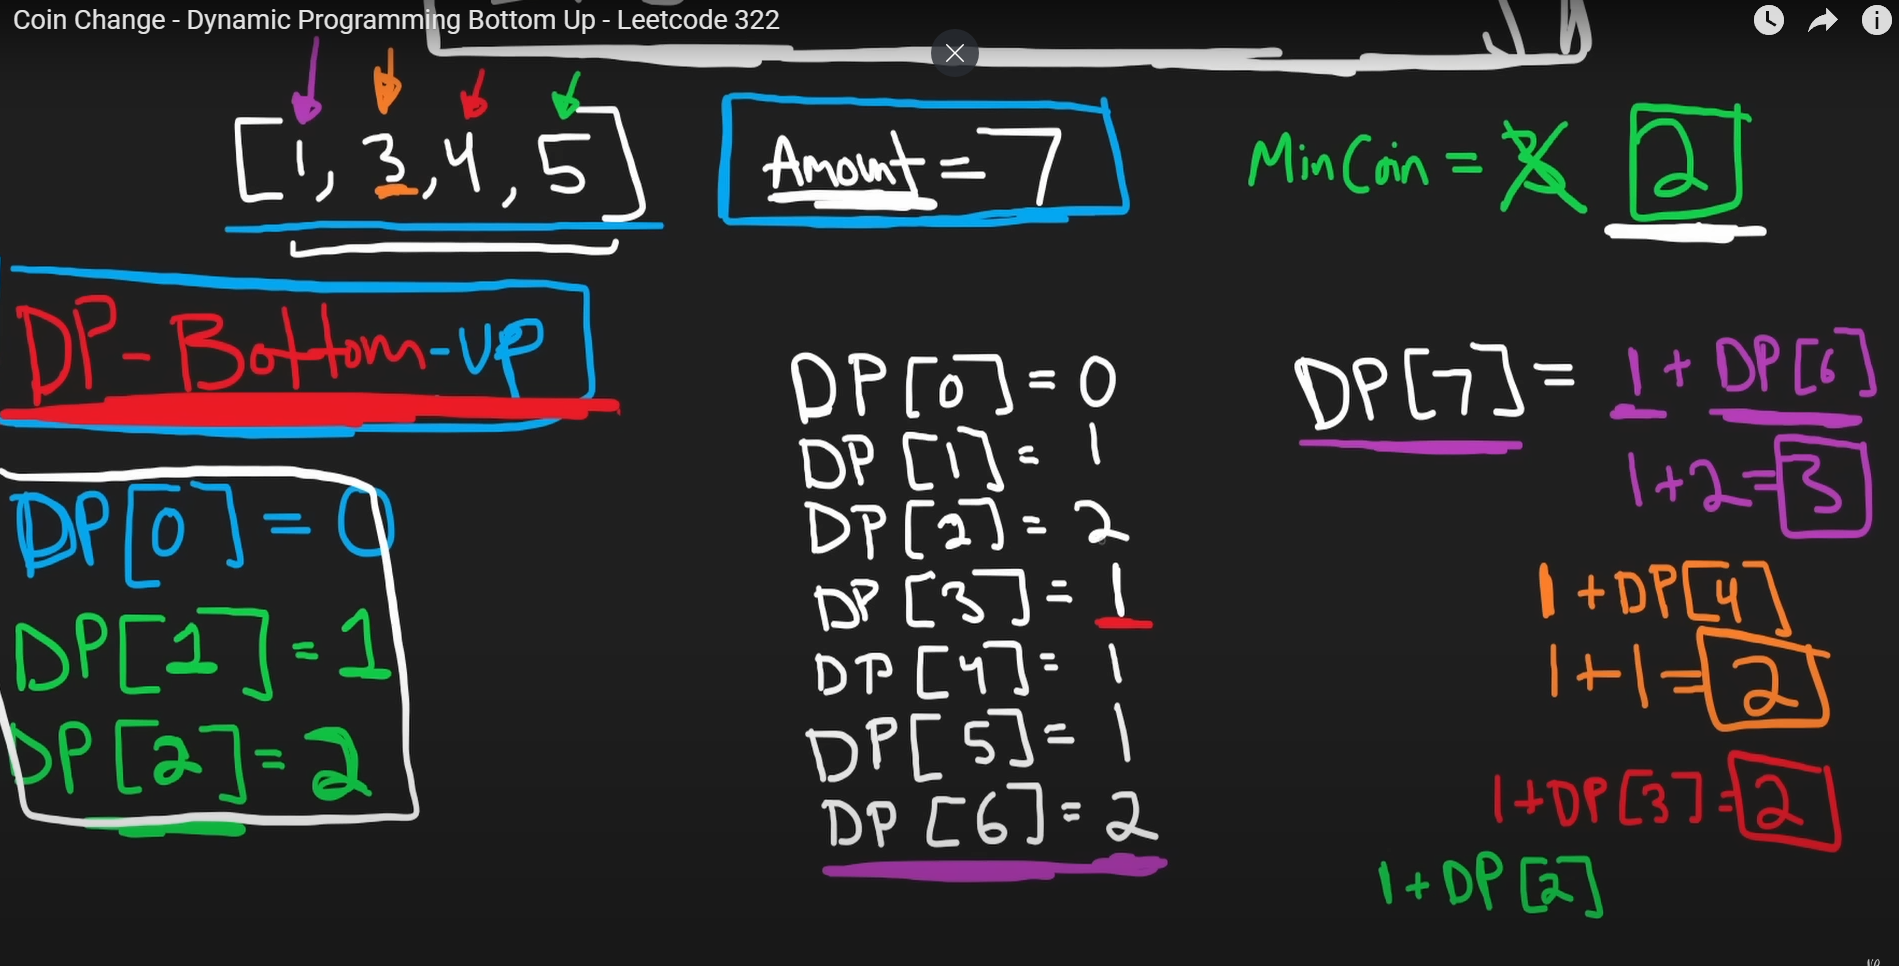 Coin Change - Dynamic Programming Bottom Up - Leetcode 322
[1, 3, 4, 5]
Amount = 7
MinCoin = 2
DP-Bottom-UP
DP[0] = 0
DP[1] = 1
DP[2] = 2
DP[0] = 0
DP[1] = 1
DP[2] = 2
DP[3] = 1
DP[4] = 1
DP[5] = 1
DP[6] = 2
DP[7] = 1 + DP[6]
1+2=3
1+DP[4]
1+1=2
1+DP[3]=2
1+DP[2]